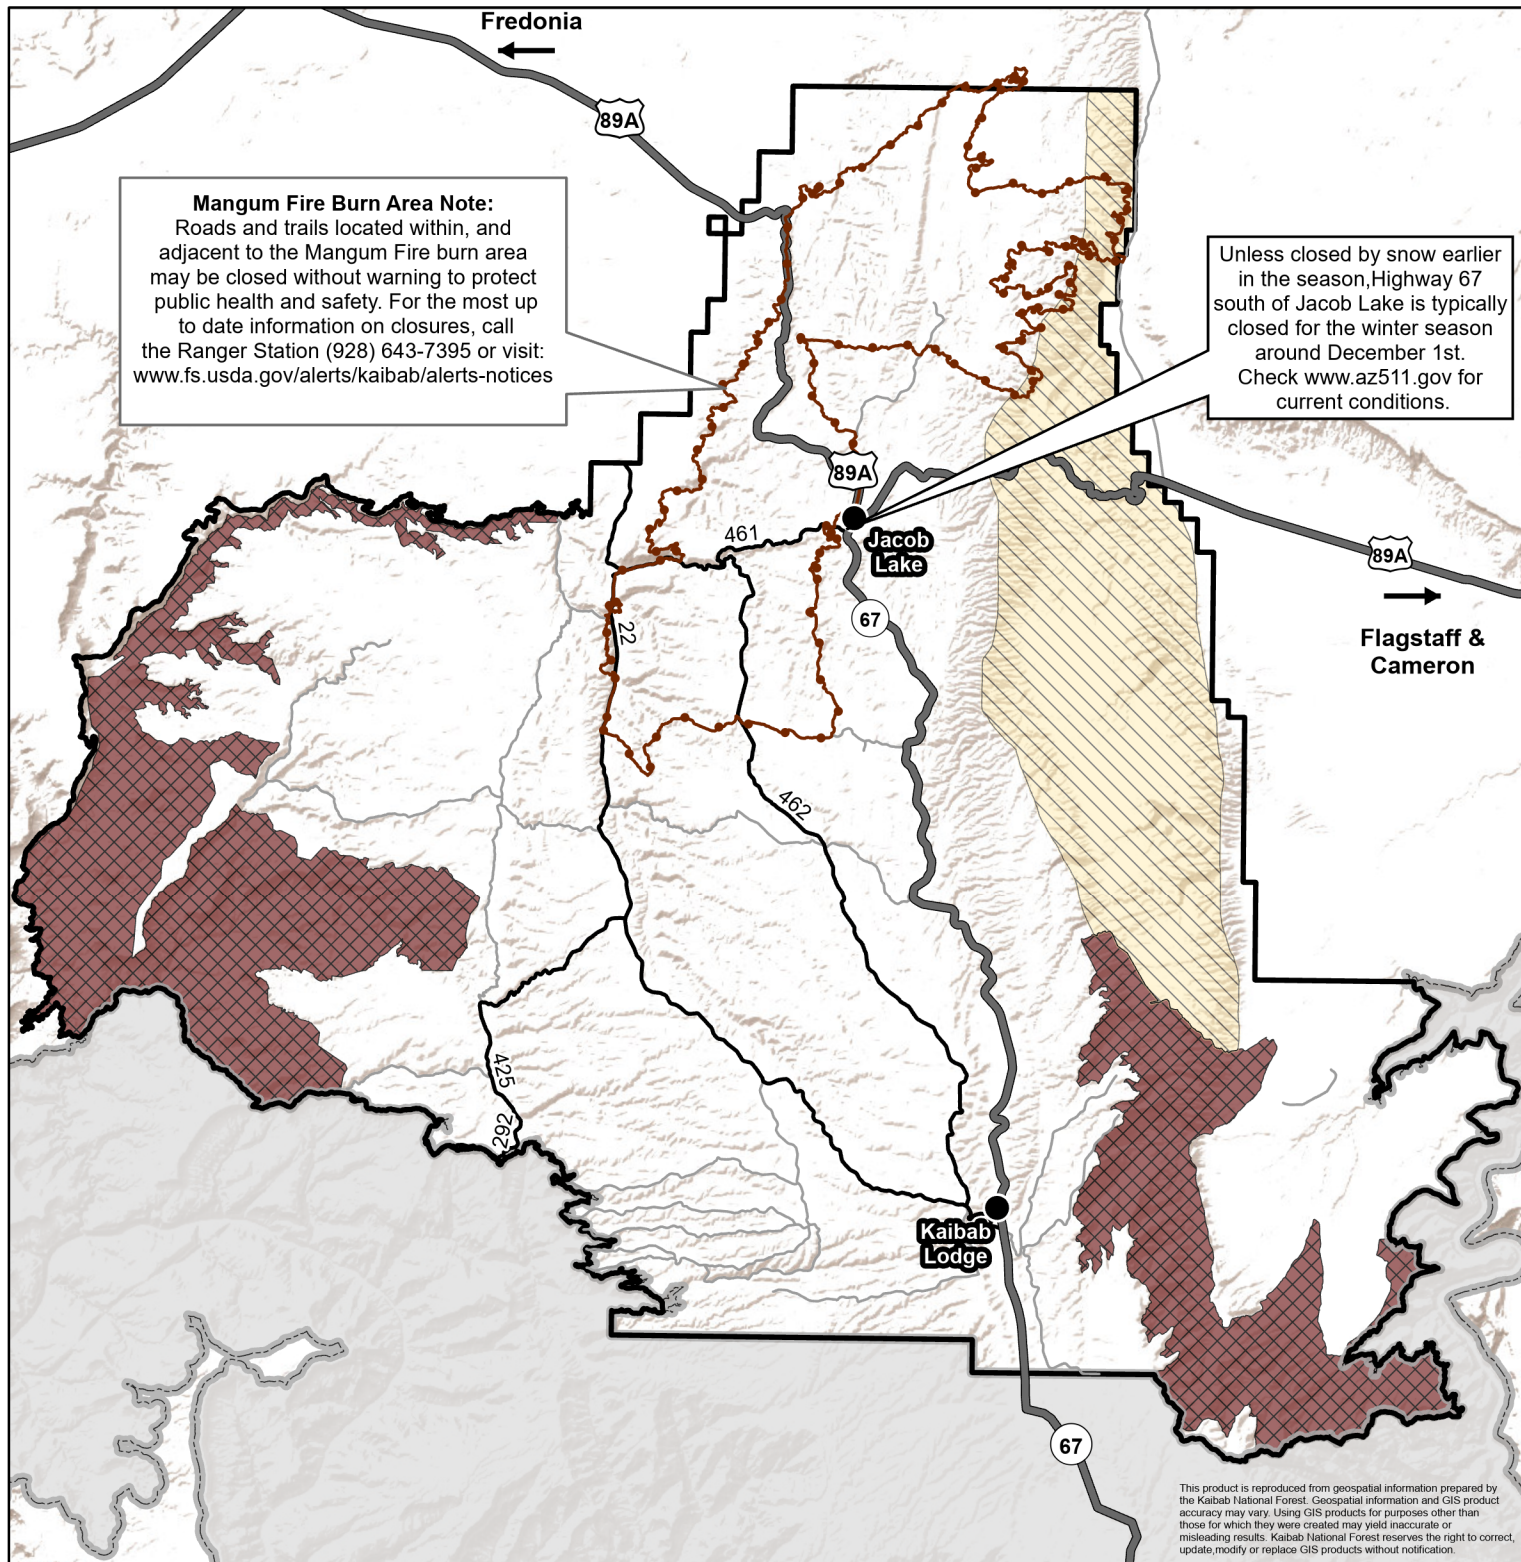 Fredonia
89A
Mangum Fire Burn Area Note:
Roads and trails located within, and
adjacent to the Mangum Fire burn area
may be closed without warning to protect
public health and safety. For the most up
to date information on closures, call
the Ranger Station (928) 643-7395 or visit:
www.fs.usda.gov/alerts/kaibab/alerts-notices
Unless closed by snow earlier
in the season,Highway 67
south of Jacob Lake is typically
closed for the winter season
around December 1st.
Check www.az511.gov for
current conditions.
89A
461
Jacob
Lake
89A
67
22
Flagstaff &
Cameron
462
425
292
Kaibab
Lodge
67
This product is reproduced from geospatial information prepared by
the Kaibab National Forest. Geospatial information and GIS product
accuracy may vary. Using GIS products for purposes other than
those for which they were created may yield inaccurate or
misleading results. Kaibab National Forest reserves the right to correct,
update,modify or replace GIS products without notification.